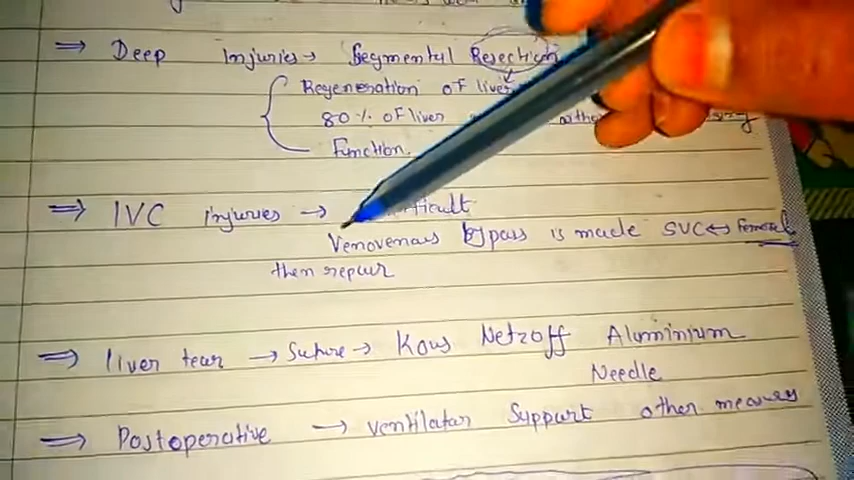 ⇒ Deep injuries → Segmental Resection
Regeneration of liver
80% of liver
Function.
⇒ IVC injuries →
Venovenous Bypass is made SVC ↔ Femoral
then repair
⇒ liver tear → Suture → Kous Netzoff Aluminium
Needle
⇒ Postoperative → ventilator Support other measures